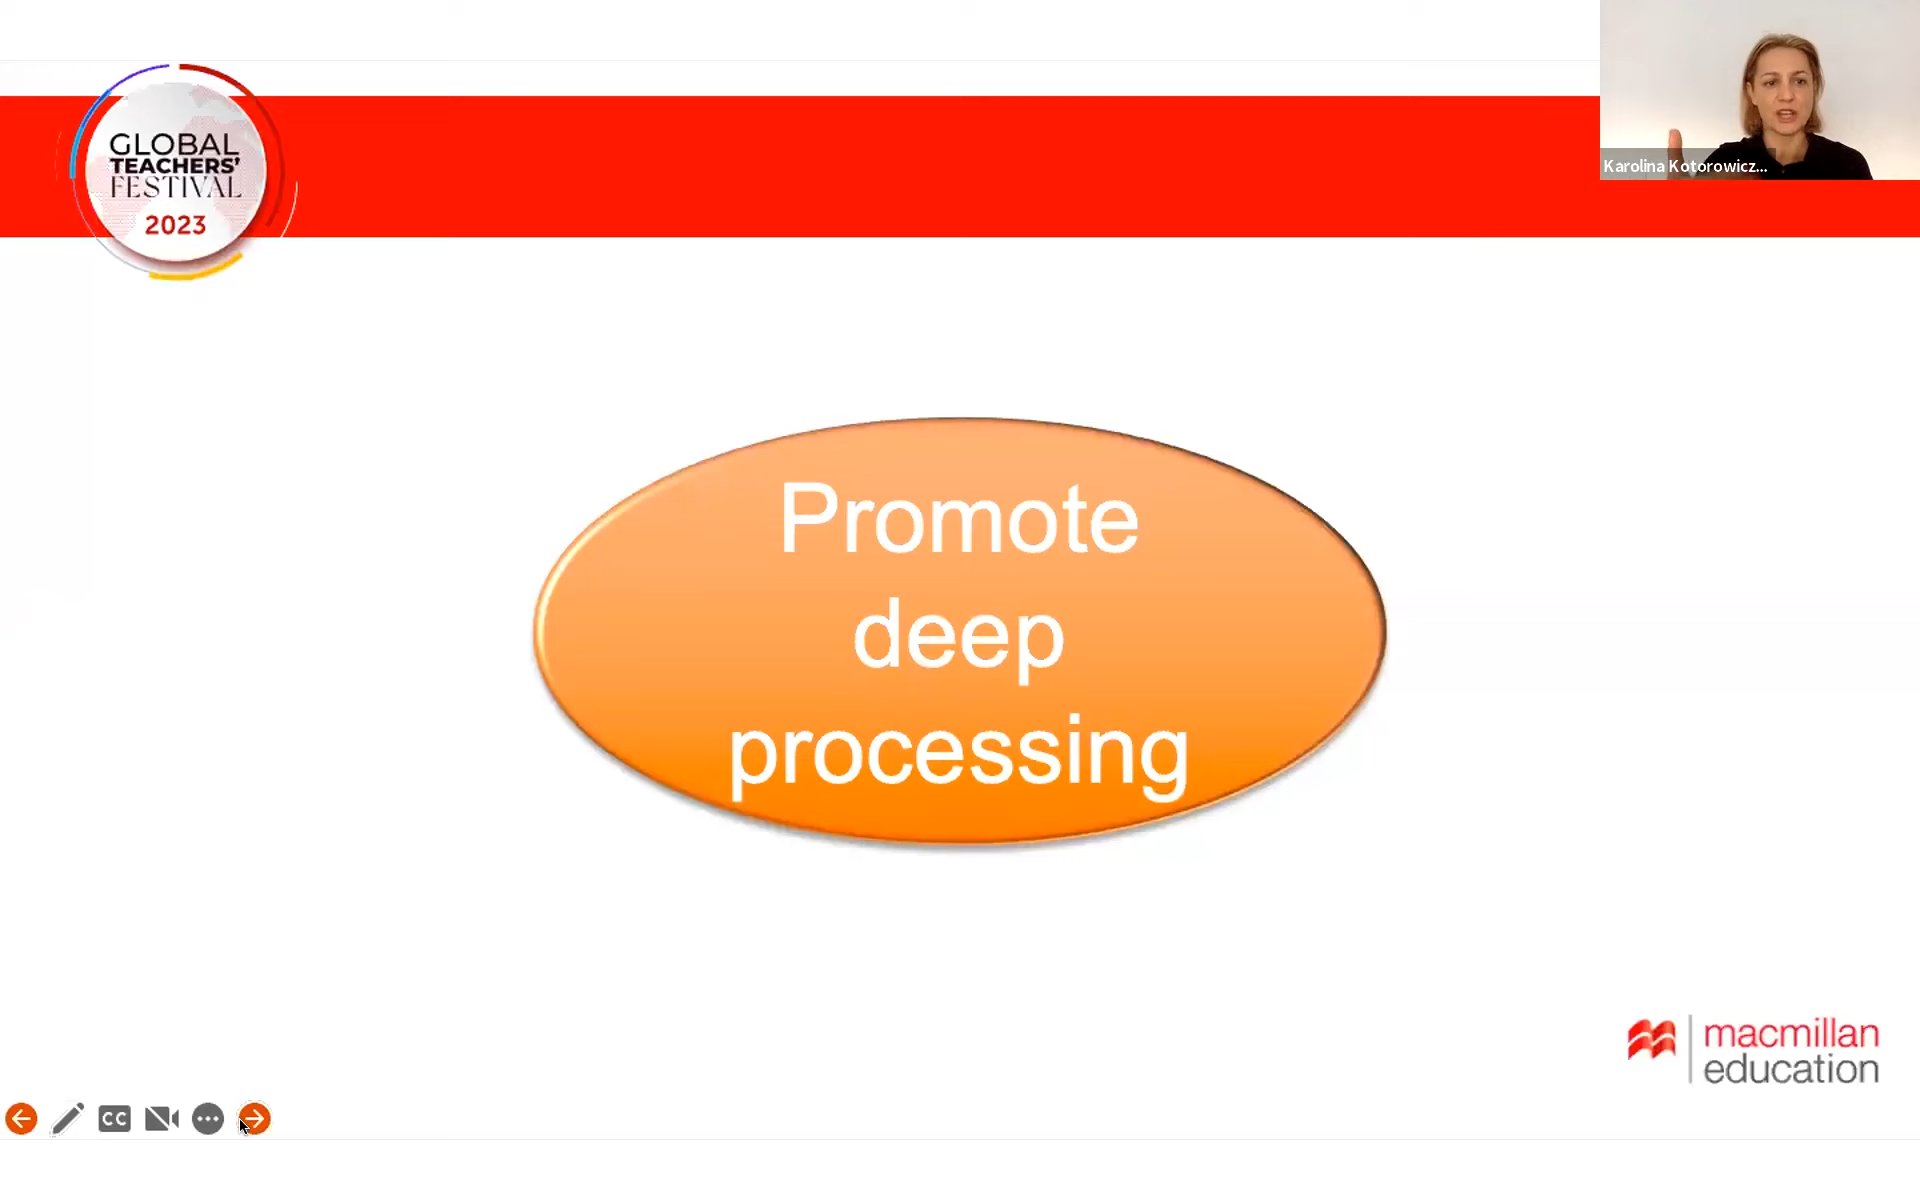 GLOBAL
TEACHERS'
FESTIVAL
2023
Karolina Kotorowicz...
Promote
deep
processing
macmillan
education
CC